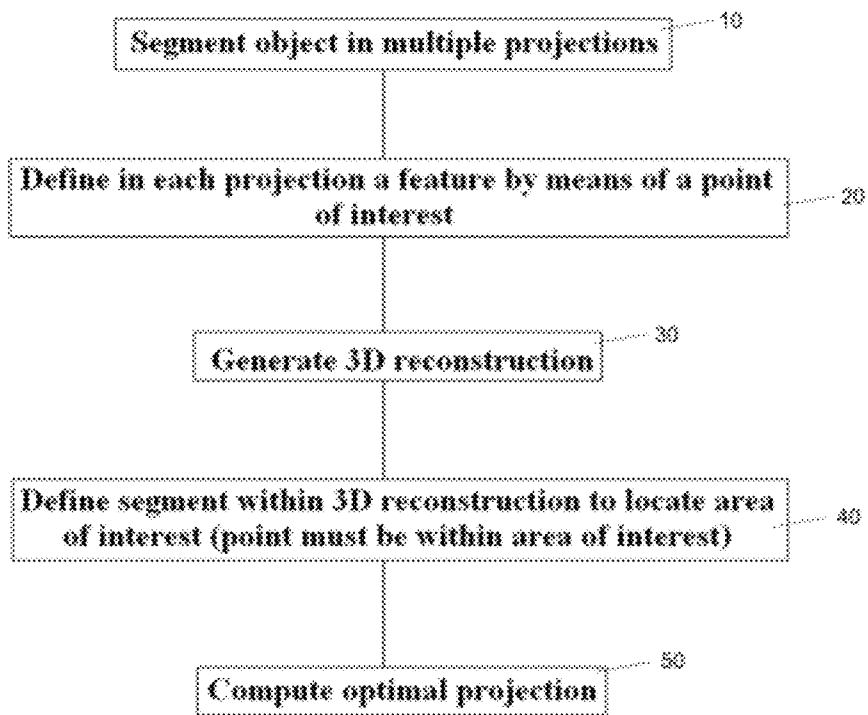 10
Segment object in multiple projections
Define in each projection a feature by means of a point
of interest
20
30
Generate 3D reconstruction
Define segment within 3D reconstruction to locate area
of interest (point must be within area of interest)
40
50
Compute optimal projection